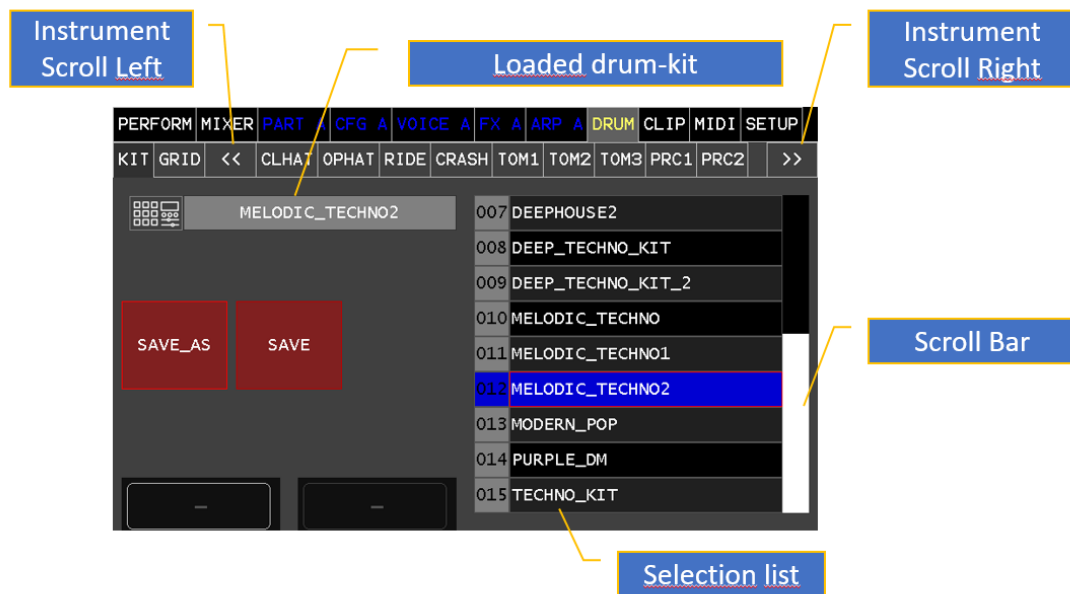 Instrument
Scroll Left
Loaded drum-kit
Instrument
Scroll Right
PERFORM MIXER PART A CFG A VOICE A FX A ARP A DRUM CLIP MIDI SETUP
KIT GRID << CLHAT OPHAT RIDE CRASH TOM1 TOM2 TOM3 PRC1 PRC2 >>
MELODIC_TECHNO2
007 DEEPHOUSE2
008 DEEP_TECHNO_KIT
009 DEEP_TECHNO_KIT_2
010 MELODIC_TECHNO
SAVE_AS SAVE
Scroll Bar
011 MELODIC_TECHNO1
012 MELODIC_TECHNO2
013 MODERN_POP
014 PURPLE_DM
015 TECHNO_KIT
– –
Selection list